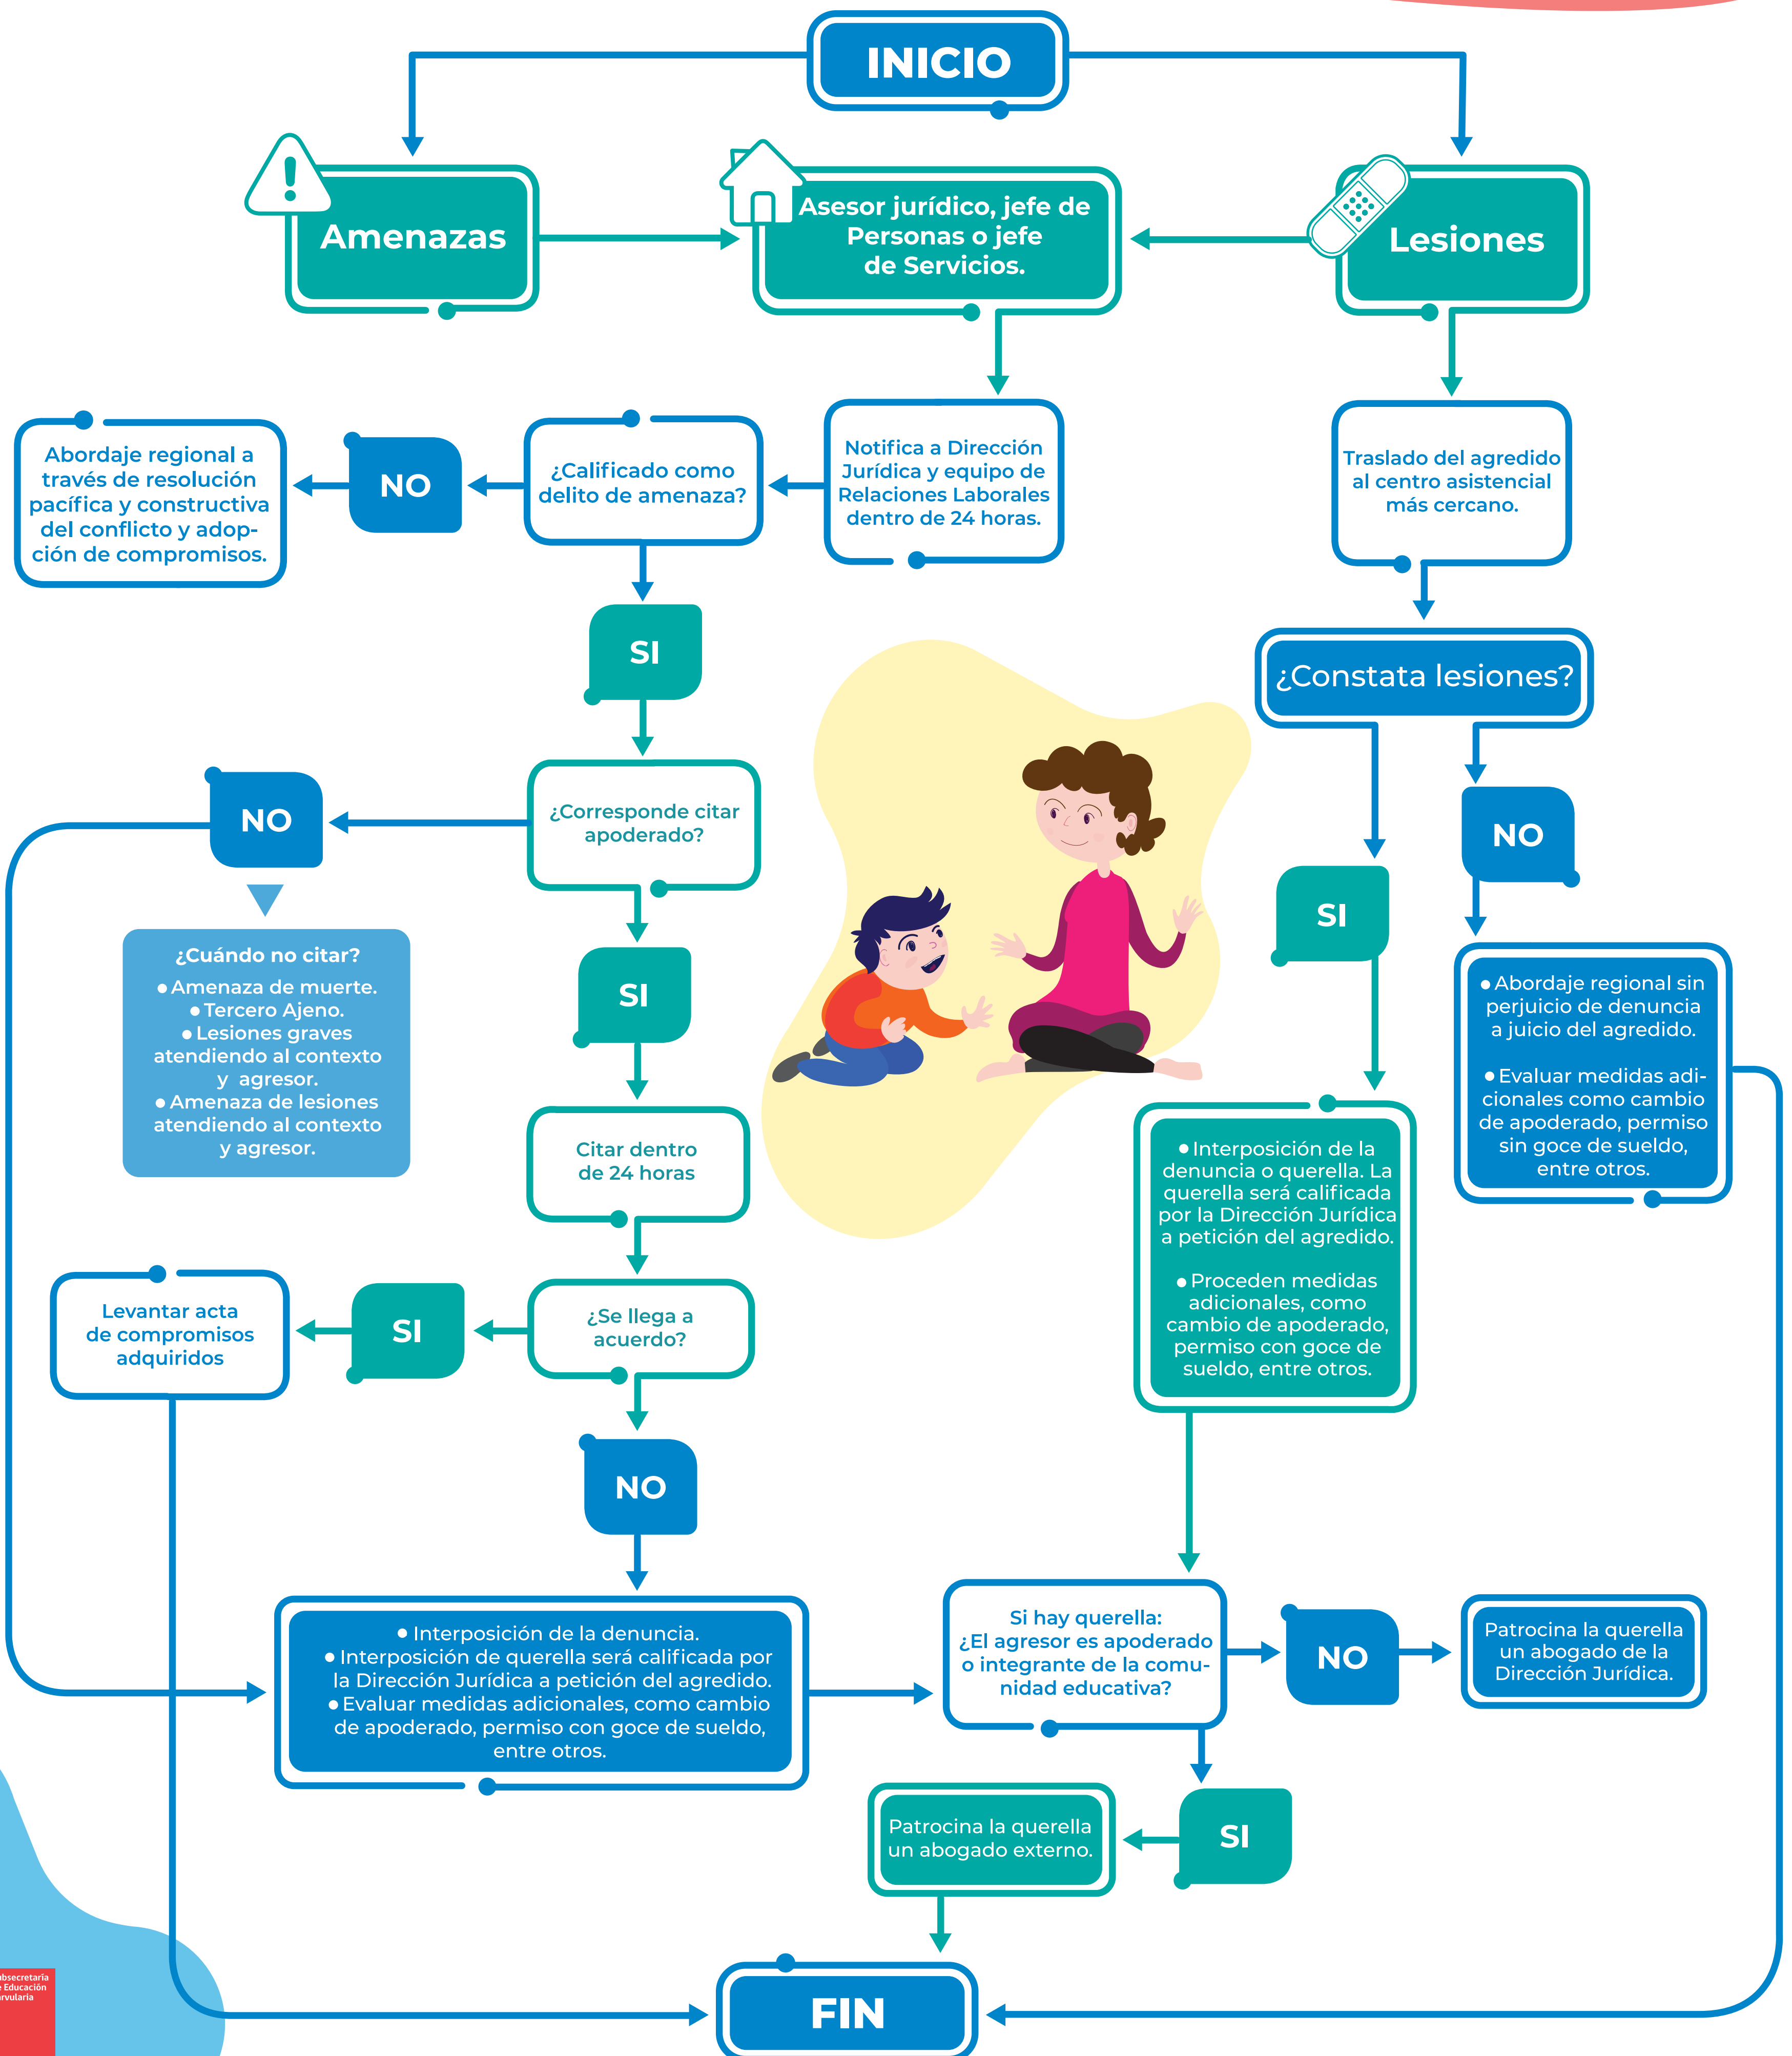 INICIO
Amenazas
Asesor jurídico, jefe de
Personas o jefe
de Servicios.
Lesiones
Abordaje regional a
través de resolución
pacífica y constructiva
del conflicto y adop-
ción de compromisos.
NO
¿Calificado como
delito de amenaza?
Notifica a Dirección
Jurídica y equipo de
Relaciones Laborales
dentro de 24 horas.
Traslado del agredido
al centro asistencial
más cercano.
SI
¿Constata lesiones?
NO
¿Corresponde citar
apoderado?
NO
SI
¿Cuándo no citar?
● Amenaza de muerte.
● Tercero Ajeno.
● Lesiones graves
atendiendo al contexto
y agresor.
● Amenaza de lesiones
atendiendo al contexto
y agresor.
SI
● Abordaje regional sin
perjuicio de denuncia
a juicio del agredido.
● Evaluar medidas adi-
cionales como cambio
de apoderado, permiso
sin goce de sueldo,
entre otros.
Citar dentro
de 24 horas
● Interposición de la
denuncia o querella. La
querella será calificada
por la Dirección Jurídica
a petición del agredido.
● Proceden medidas
adicionales, como
cambio de apoderado,
permiso con goce de
sueldo, entre otros.
Levantar acta
de compromisos
adquiridos
SI
¿Se llega a
acuerdo?
NO
● Interposición de la denuncia.
● Interposición de querella será calificada por
la Dirección Jurídica a petición del agredido.
● Evaluar medidas adicionales, como cambio
de apoderado, permiso con goce de sueldo,
entre otros.
Si hay querella:
¿El agresor es apoderado
o integrante de la comu-
nidad educativa?
NO
Patrocina la querella
un abogado de la
Dirección Jurídica.
Patrocina la querella
un abogado externo.
SI
FIN
bsecretaría
e Educación
rvularia